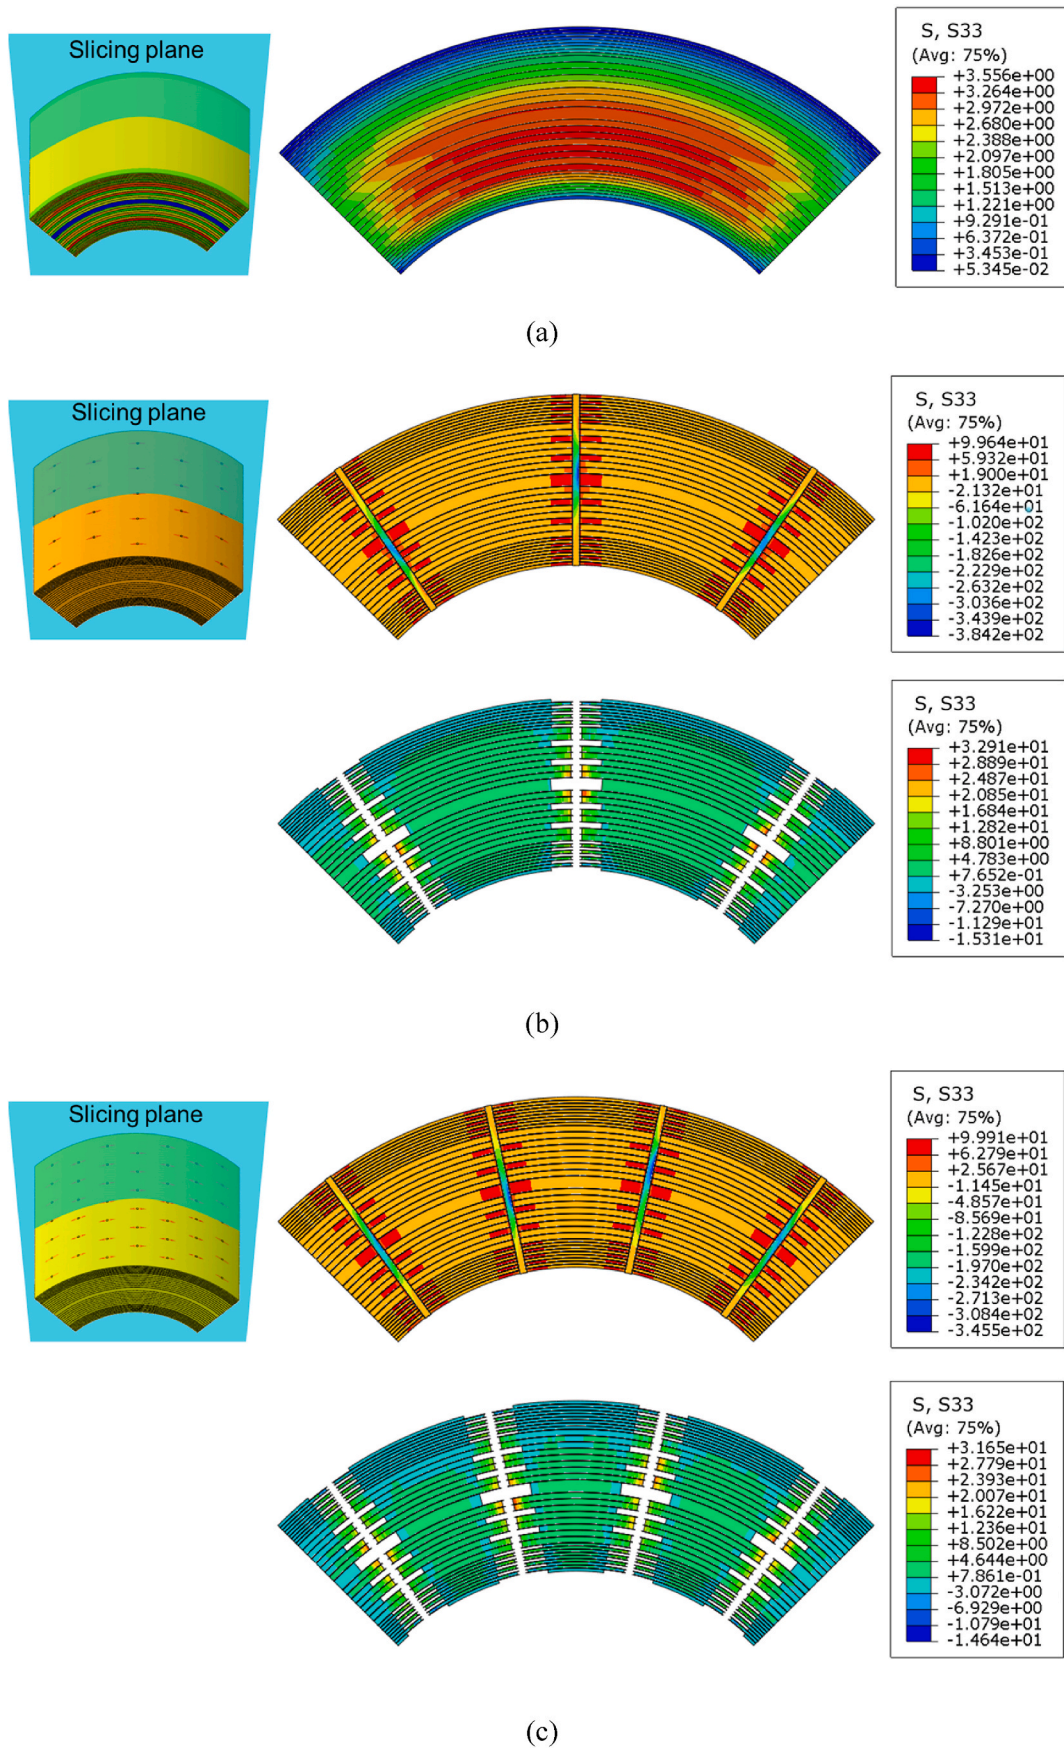 Slicing plane
S, S33
(Avg: 75%)
+3.556e+00
+3.264e+00
+2.972e+00
+2.680e+00
+2.388e+00
+2.097e+00
+1.805e+00
+1.513e+00
+1.221e+00
+9.291e-01
+6.372e-01
+3.453e-01
+5.345e-02
(a)
Slicing plane
S, S33
(Avg: 75%)
+9.964e+01
+5.932e+01
+1.900e+01
-2.132e+01
-6.164e+01
-1.020e+02
-1.423e+02
-1.826e+02
-2.229e+02
-2.632e+02
-3.036e+02
-3.439e+02
-3.842e+02
S, S33
(Avg: 75%)
+3.291e+01
+2.889e+01
+2.487e+01
+2.085e+01
+1.684e+01
+1.282e+01
+8.801e+00
+4.783e+00
+7.652e-01
-3.253e+00
-7.270e+00
-1.129e+01
-1.531e+01
(b)
Slicing plane
S, S33
(Avg: 75%)
+9.991e+01
+6.279e+01
+2.567e+01
-1.145e+01
-4.857e+01
-8.569e+01
-1.228e+02
-1.599e+02
-1.970e+02
-2.342e+02
-2.713e+02
-3.084e+02
-3.455e+02
S, S33
(Avg: 75%)
+3.165e+01
+2.779e+01
+2.393e+01
+2.007e+01
+1.622e+01
+1.236e+01
+8.502e+00
+4.644e+00
+7.861e-01
-3.072e+00
-6.929e+00
-1.079e+01
-1.464e+01
(c)